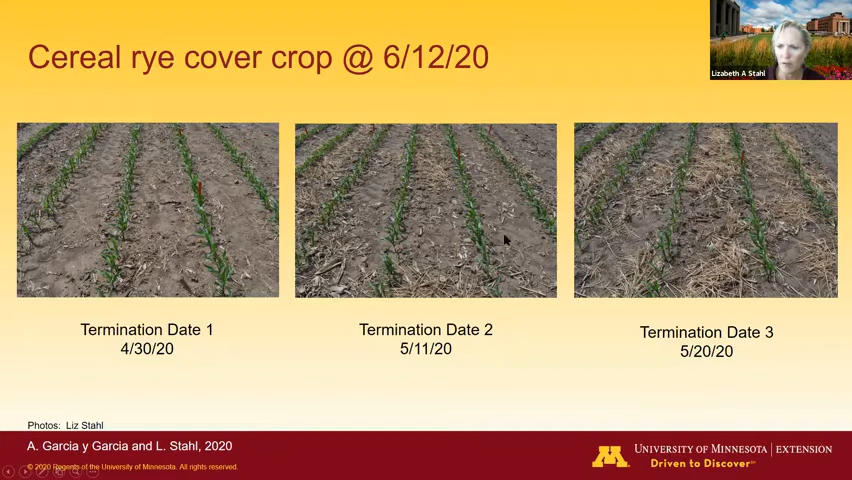 Cereal rye cover crop @ 6/12/20
Lizabeth A Stahl
Termination Date 1
4/30/20
Termination Date 2
5/11/20
Termination Date 3
5/20/20
Photos: Liz Stahl
A. Garcia y Garcia and L. Stahl, 2020
© 2020 Regents of the University of Minnesota. All rights reserved.
UNIVERSITY OF MINNESOTA | EXTENSION
Driven to Discover℠